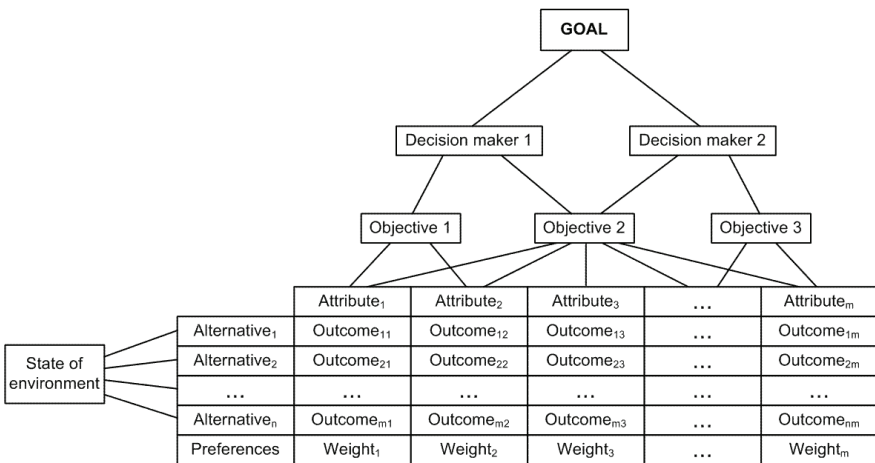 GOAL
Decision maker 1 Decision maker 2
Objective 1 Objective 2 Objective 3
Attribute₁ Attribute₂ Attribute₃ ... Attributeₘ
Alternative₁ Outcome₁₁ Outcome₁₂ Outcome₁₃ ... Outcome₁ₘ
State of
environment
Alternative₂ Outcome₂₁ Outcome₂₂ Outcome₂₃ ... Outcome₂ₘ
... ... ... ... ... ...
Alternativeₙ Outcomeₘ₁ Outcomeₘ₂ Outcomeₘ₃ ... Outcomeₙₘ
Preferences Weight₁ Weight₂ Weight₃ ... Weightₘ